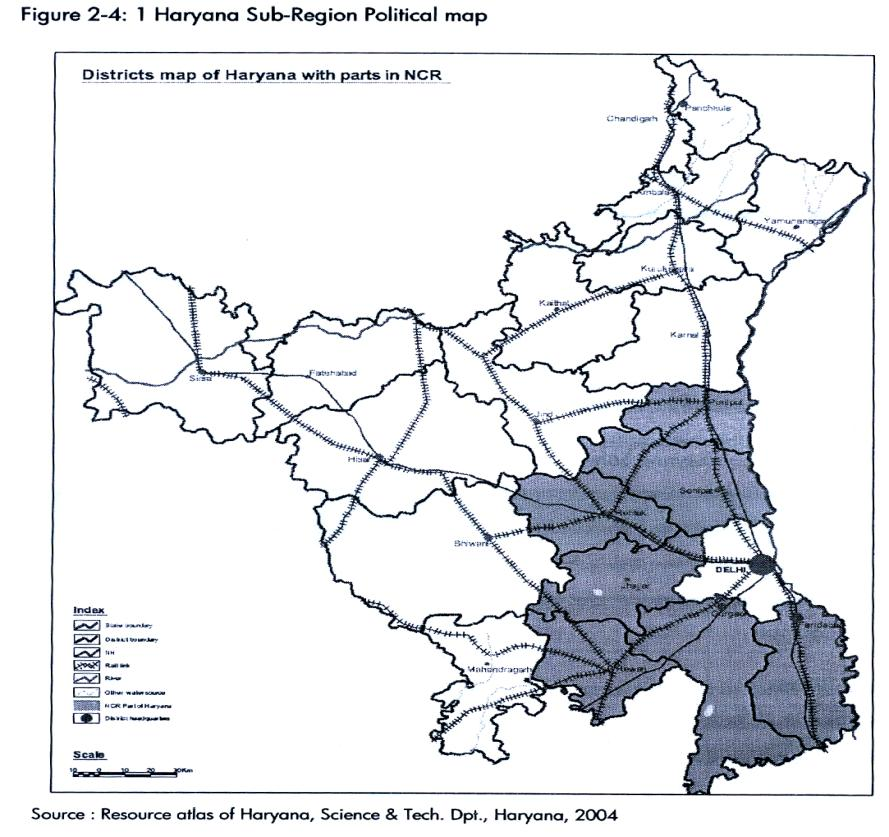 Figure 2-4: 1 Haryana Sub-Region Political map
Districts map of Haryana with parts in NCR
Panchkula
Chandigarh
Ambala
Yamunanagar
Kurukshetra
Kaithal
Karnal
Sirsa
Fatehabad
Panipat
Jind
Hisar
Sonipat
Rohtak
Bhiwani
DELHI
Jhajjar
Gurgaon
Faridabad
Mahendragarh
Rewari
Index
State boundary
District boundary
NH
Rail link
River
Other water source
NCR Part of Haryana
District headquarters
Scale
10 0 10 20 30Km
Source : Resource atlas of Haryana, Science & Tech. Dpt., Haryana, 2004